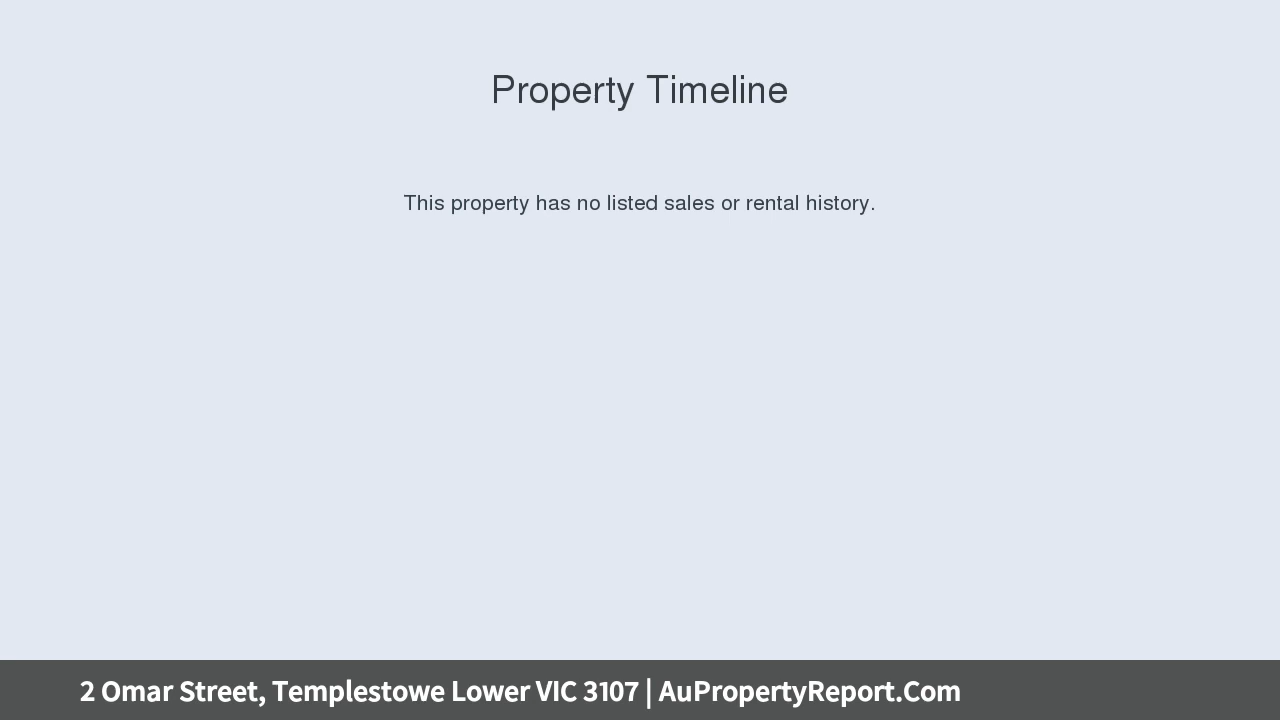 Property Timeline
This property has no listed sales or rental history.
2 Omar Street, Templestowe Lower VIC 3107 | AuPropertyReport.Com